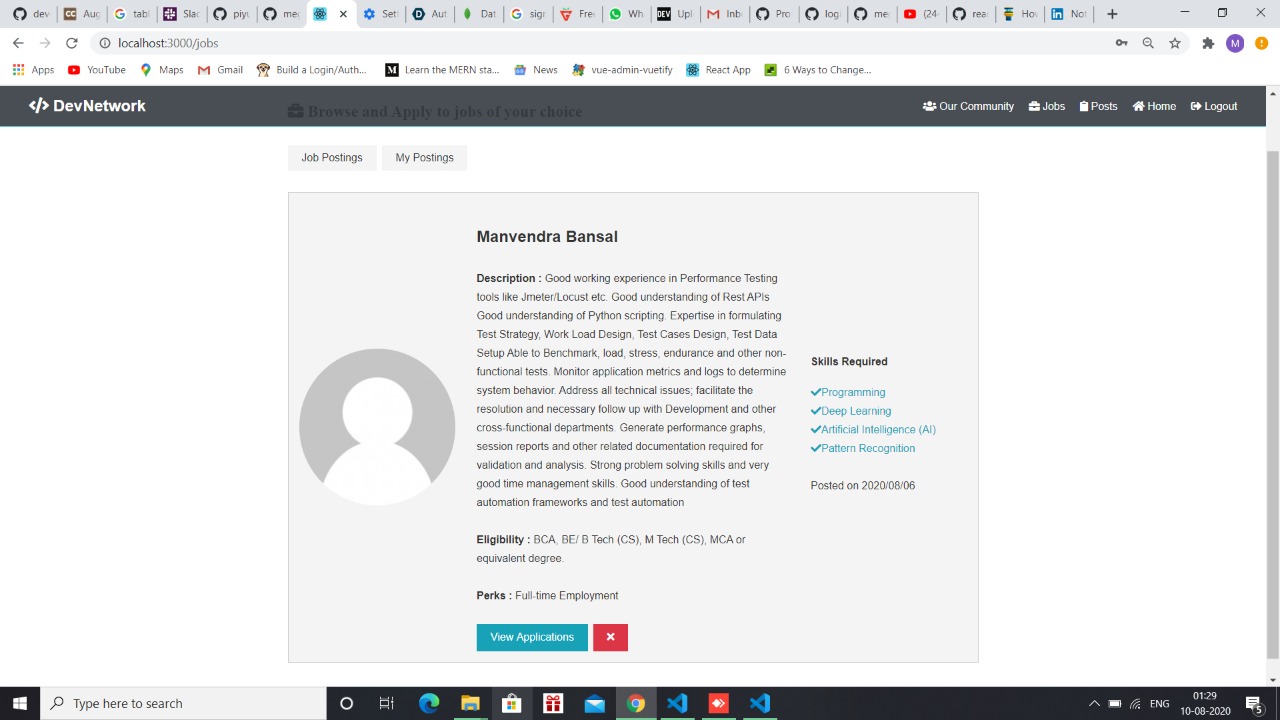 dev
Aug
tabl
Slac
piyu
me
Set
Aut
Dat
sign
Fre
Wh
DEV Upl
Inb
Pro
logi
me
(24
rea
Hov
Not
localhost:3000/jobs
M
Apps YouTube Maps Gmail Build a Login/Auth... M Learn the MERN sta... News vue-admin-vuetify React App 6 Ways to Change...
DevNetwork
Our Community Jobs Posts Home Logout
Browse and Apply to jobs of your choice
Job Postings My Postings
Manvendra Bansal
Description : Good working experience in Performance Testing
tools like Jmeter/Locust etc. Good understanding of Rest APIs
Good understanding of Python scripting. Expertise in formulating
Test Strategy, Work Load Design, Test Cases Design, Test Data
Setup Able to Benchmark, load, stress, endurance and other non-
functional tests. Monitor application metrics and logs to determine
system behavior. Address all technical issues; facilitate the
resolution and necessary follow up with Development and other
cross-functional departments. Generate performance graphs,
session reports and other related documentation required for
validation and analysis. Strong problem solving skills and very
good time management skills. Good understanding of test
automation frameworks and test automation
Eligibility : BCA, BE/ B Tech (CS), M Tech (CS), MCA or
equivalent degree.
Perks : Full-time Employment
View Applications
Skills Required
Programming
Deep Learning
Artificial Intelligence (AI)
Pattern Recognition
Posted on 2020/08/06
Type here to search
ENG
01:29
10-08-2020
5